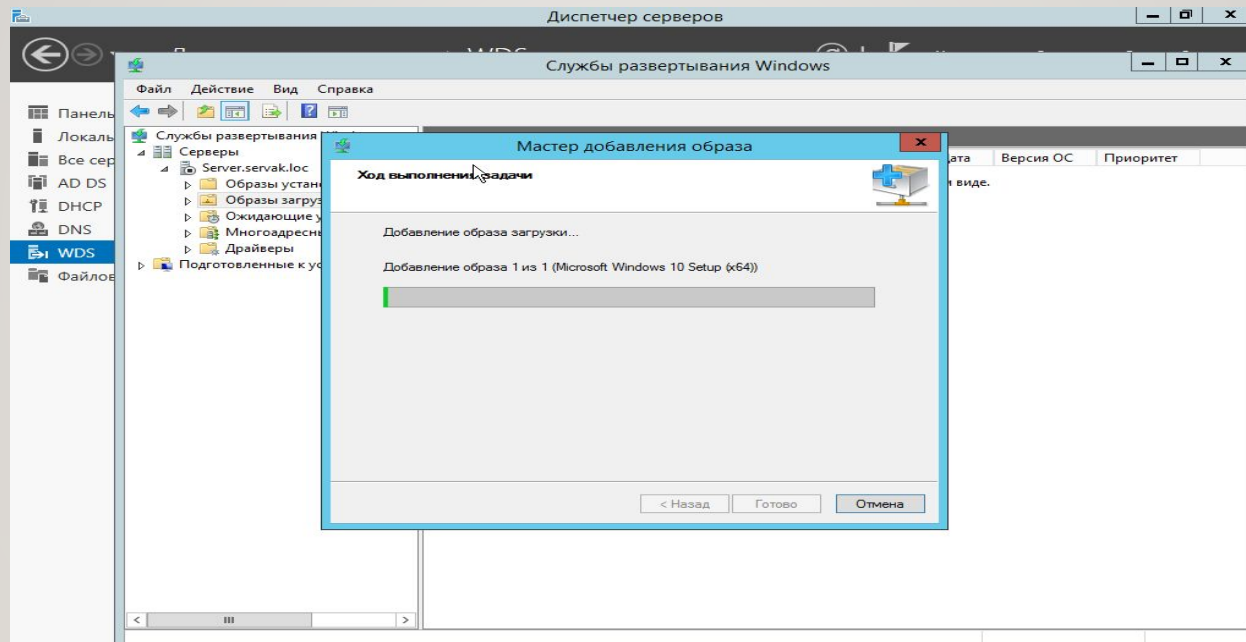 Диспетчер серверов
WDS
Службы развертывания Windows
Файл Действие Вид Справка
Панель
Локаль
Все сер
AD DS
DHCP
DNS
WDS
Файлов
Службы развертывания
Серверы
Server.servak.loc
Образы устан
Образы загруз
Ожидающие у
Многоадресн
Драйверы
Подготовленные к ус
ата Версия ОС Приоритет
виде.
Мастер добавления образа
Ход выполнения задачи
Добавление образа загрузки...
Добавление образа 1 из 1 (Microsoft Windows 10 Setup (x64))
< Назад Готово Отмена